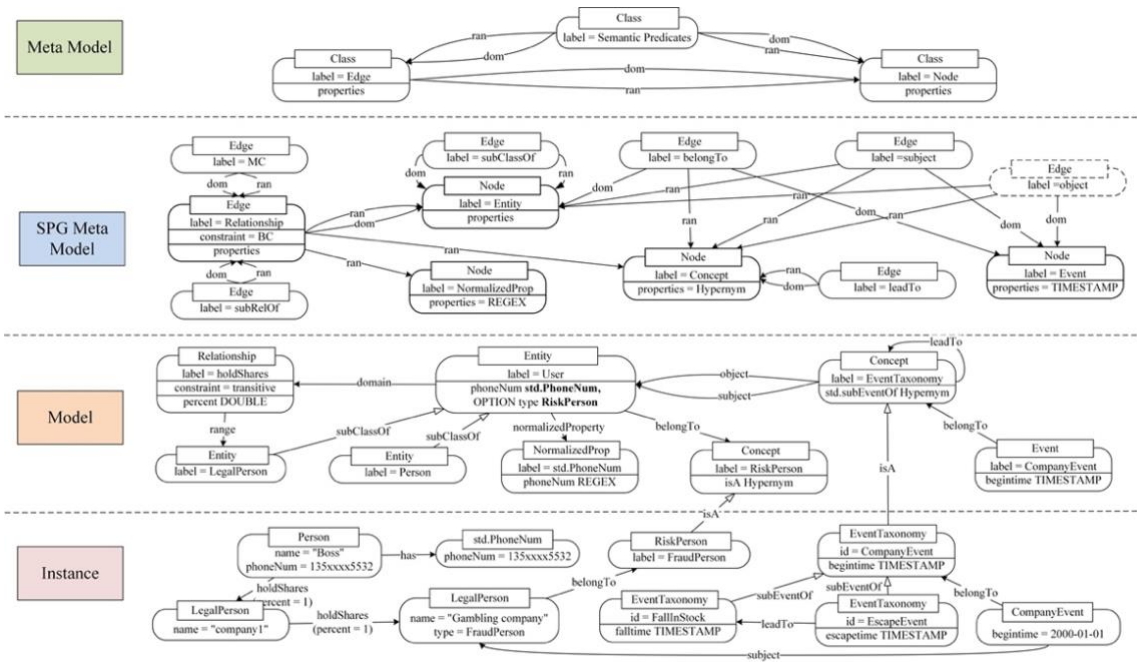 Meta Model
Class
label = Semantic Predicates
ran
dom
dom
ran
Class
label = Edge
properties
dom
ran
Class
label = Node
properties
SPG Meta
Model
Edge
label = MC
dom
ran
Edge
label = Relationship
constraint = BC
properties
dom
ran
Edge
label = subRelOf
Edge
label = subClassOf
dom
ran
Node
label = Entity
properties
ran
dom
ran
ran
Node
label = NormalizedProp
properties = REGEX
Edge
label = belongTo
dom
ran
dom
Edge
label =subject
ran
ran
dom
Edge
label =object
ran
ran
dom
Node
label = Concept
properties = Hypernym
ran
dom
Edge
label = leadTo
Node
label = Event
properties = TIMESTAMP
Model
Relationship
label = holdShares
constraint = transitive
percent DOUBLE
domain
range
Entity
label = LegalPerson
subClassOf
Entity
label = User
phoneNum std.PhoneNum,
OPTION type RiskPerson
subClassOf
Entity
label = Person
normalizedProperty
NormalizedProp
label = std.PhoneNum
phoneNum REGEX
belongTo
Concept
label = RiskPerson
isA Hypernym
object
subject
leadTo
Concept
label = EventTaxonomy
std.subEventOf Hypernym
belongTo
Event
label = CompanyEvent
begintime TIMESTAMP
isA
isA
Instance
Person
name = "Boss"
phoneNum = 135xxxx5532
has
std.PhoneNum
phoneNum = 135xxxx5532
holdShares
(percent = 1)
LegalPerson
name = "company1"
holdShares
(percent = 1)
LegalPerson
name = "Gambling company"
type = FraudPerson
belongTo
RiskPerson
label = FraudPerson
EventTaxonomy
id = CompanyEvent
begintime TIMESTAMP
subEventOf
subEventOf
belongTo
EventTaxonomy
id = FallInStock
falltime TIMESTAMP
leadTo
EventTaxonomy
id = EscapeEvent
escapetime TIMESTAMP
CompanyEvent
begintime = 2000-01-01
subject